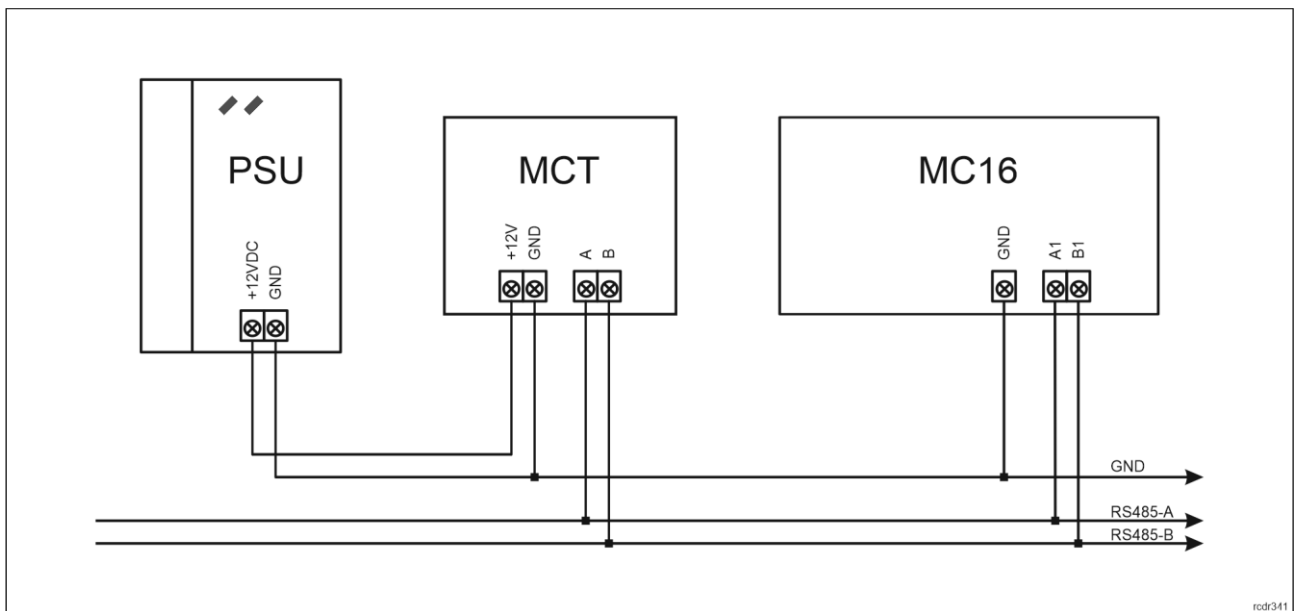 PSU
MCT
MC16
+12VDC
GND
+12V
GND
A
B
GND
A1
B1
GND
RS485-A
RS485-B
rcdr341